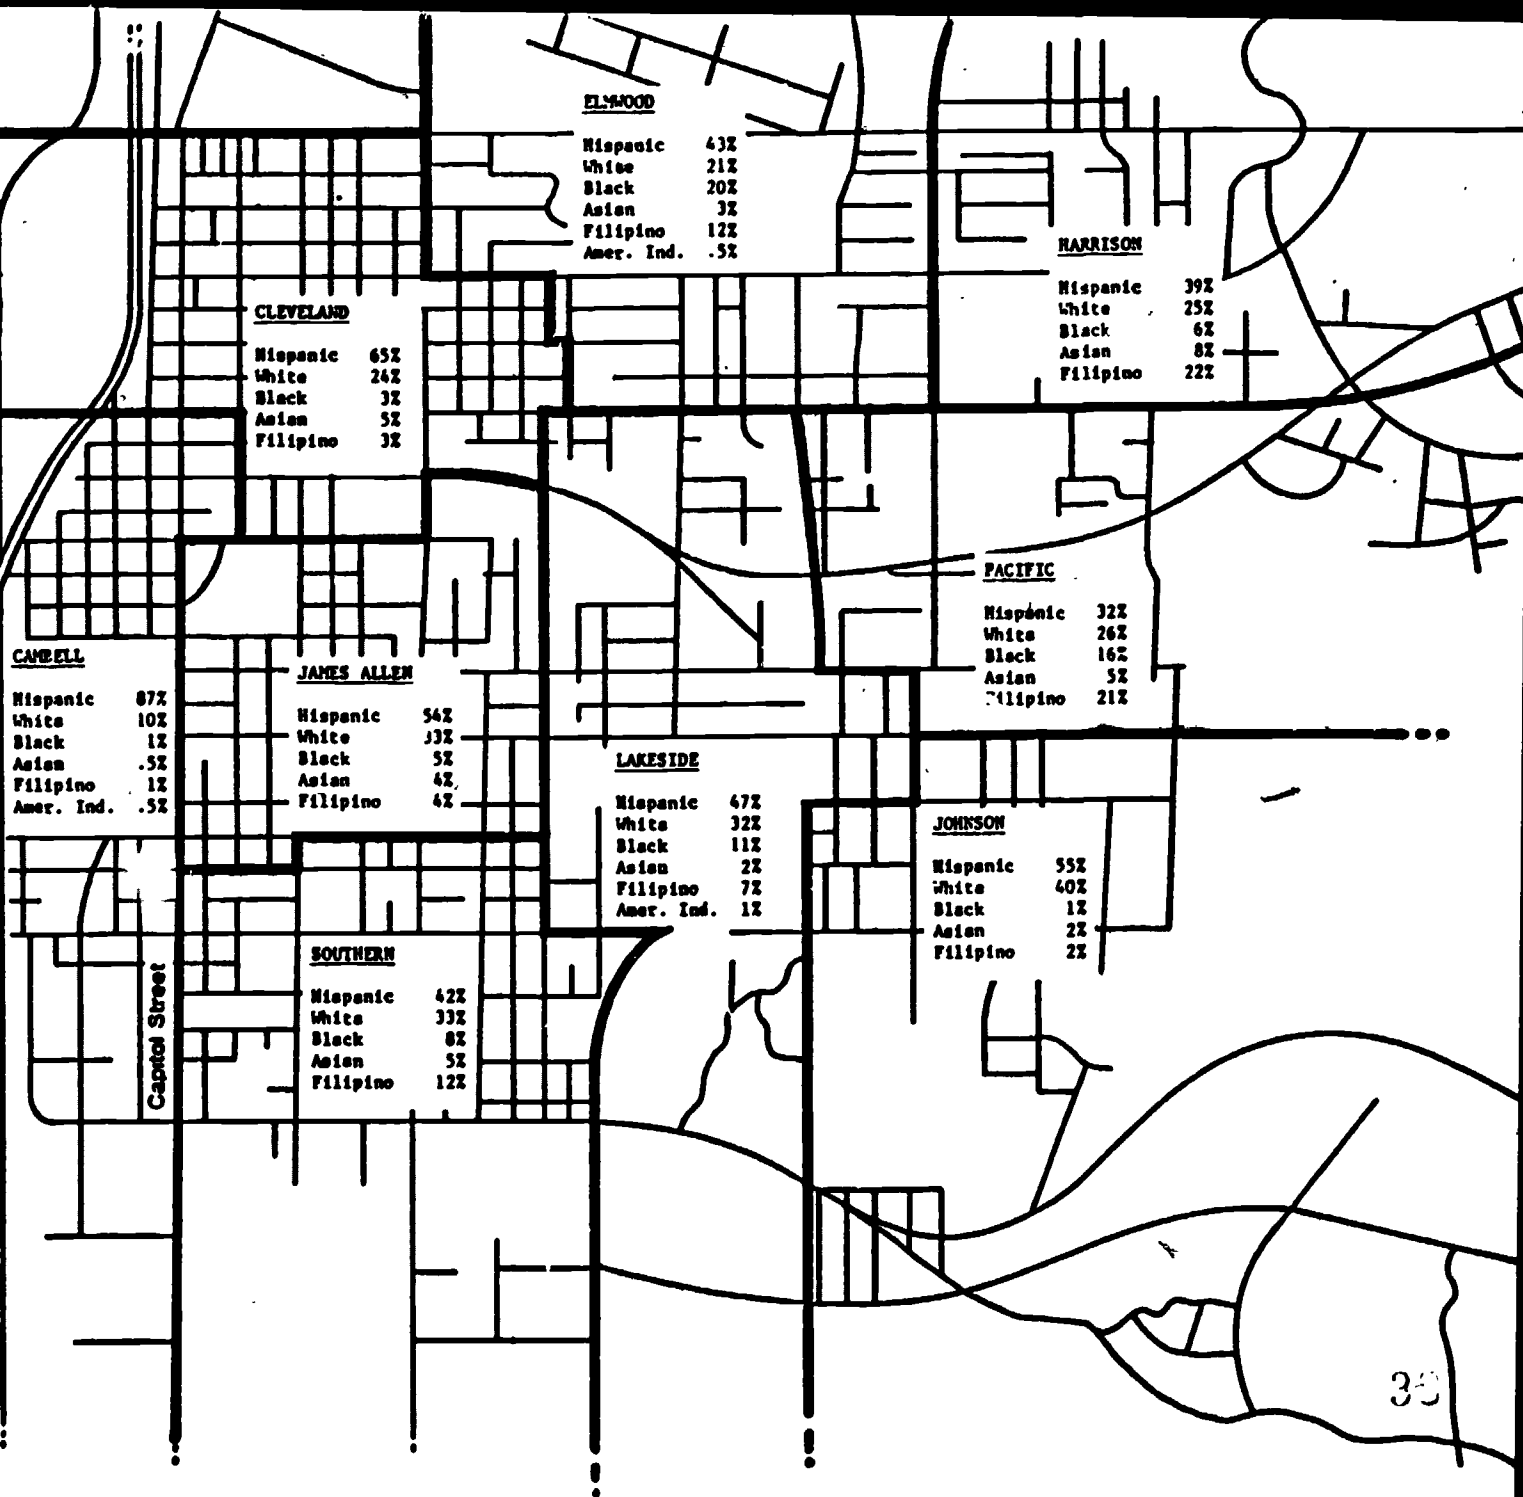 ELMWOOD
Hispanic 43%
White 21%
Black 20%
Asian 3%
Filipino 12%
Amer. Ind. .5%
HARRISON
Hispanic 39%
White 25%
Black 6%
Asian 8%
Filipino 22%
CLEVELAND
Hispanic 65%
White 24%
Black 3%
Asian 5%
Filipino 3%
PACIFIC
Hispanic 32%
White 26%
Black 16%
Asian 5%
Filipino 21%
CAMBELL
Hispanic 87%
White 10%
Black 1%
Asian .5%
Filipino 1%
Amer. Ind. .5%
JAMES ALLEN
Hispanic 54%
White 33%
Black 5%
Asian 4%
Filipino 4%
LAKESIDE
Hispanic 47%
White 32%
Black 11%
Asian 2%
Filipino 7%
Amer. Ind. 1%
JOHNSON
Hispanic 55%
White 40%
Black 1%
Asian 2%
Filipino 2%
SOUTHERN
Hispanic 42%
White 33%
Black 8%
Asian 5%
Filipino 12%
Capitol Street